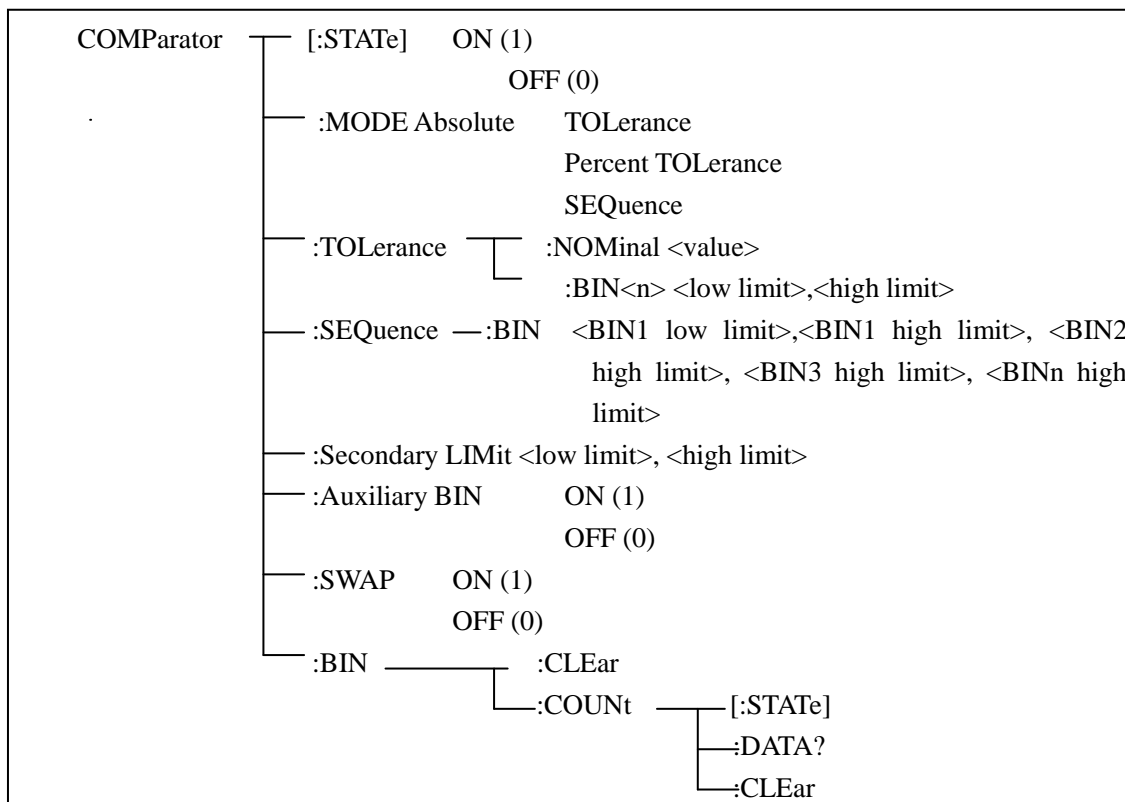 COMParator [:STATe] ON (1)
OFF (0)
:MODE Absolute TOLerance
Percent TOLerance
SEQuence
:TOLerance :NOMinal <value>
:BIN<n> <low limit>,<high limit>
:SEQuence :BIN <BIN1 low limit>,<BIN1 high limit>, <BIN2
high limit>, <BIN3 high limit>, <BINn high
limit>
:Secondary LIMit <low limit>, <high limit>
:Auxiliary BIN ON (1)
OFF (0)
:SWAP ON (1)
OFF (0)
:BIN :CLEar
:COUNt [:STATe]
:DATA?
:CLEar